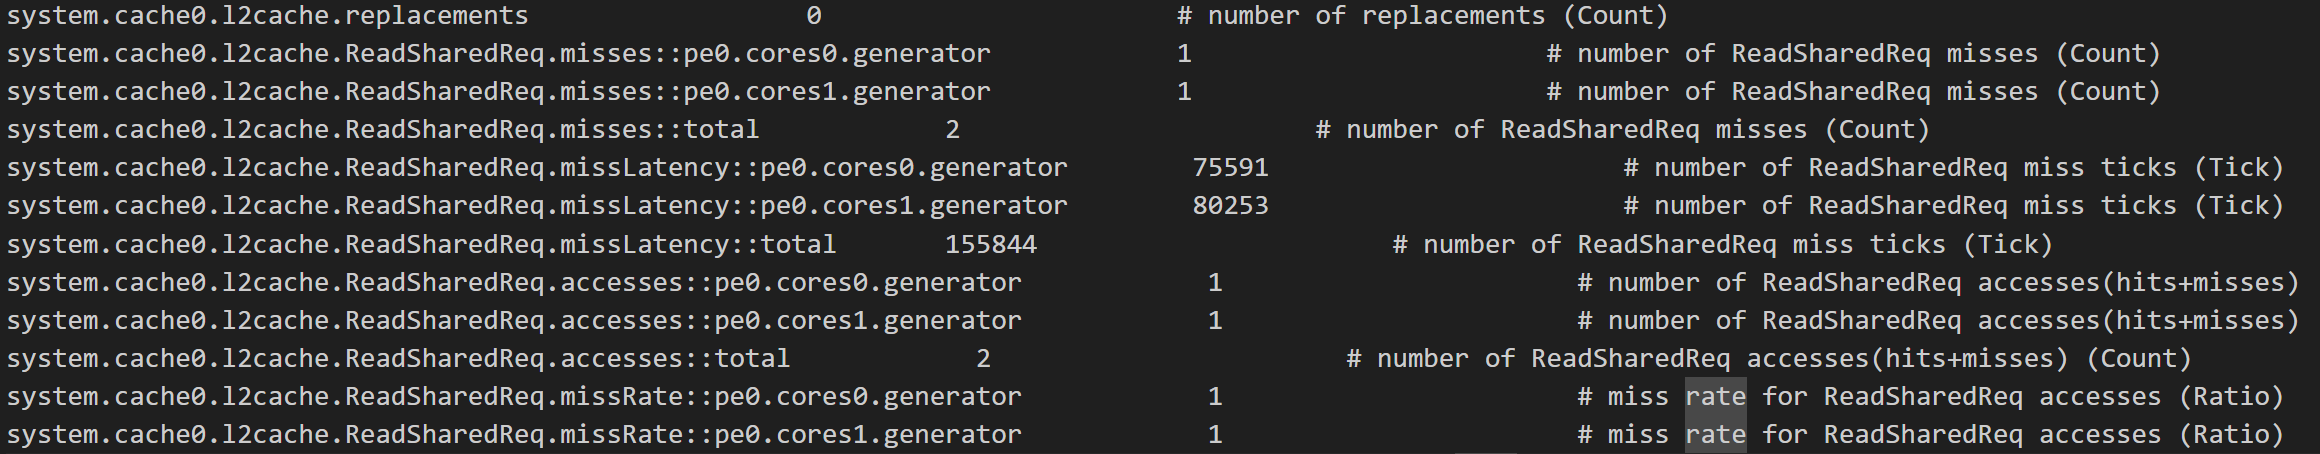 system.cache0.l2cache.replacements 0 # number of replacements (Count)
system.cache0.l2cache.ReadSharedReq.misses::pe0.cores0.generator 1 # number of ReadSharedReq misses (Count)
system.cache0.l2cache.ReadSharedReq.misses::pe0.cores1.generator 1 # number of ReadSharedReq misses (Count)
system.cache0.l2cache.ReadSharedReq.misses::total 2 # number of ReadSharedReq misses (Count)
system.cache0.l2cache.ReadSharedReq.missLatency::pe0.cores0.generator 75591 # number of ReadSharedReq miss ticks (Tick)
system.cache0.l2cache.ReadSharedReq.missLatency::pe0.cores1.generator 80253 # number of ReadSharedReq miss ticks (Tick)
system.cache0.l2cache.ReadSharedReq.missLatency::total 155844 # number of ReadSharedReq miss ticks (Tick)
system.cache0.l2cache.ReadSharedReq.accesses::pe0.cores0.generator 1 # number of ReadSharedReq accesses(hits+misses)
system.cache0.l2cache.ReadSharedReq.accesses::pe0.cores1.generator 1 # number of ReadSharedReq accesses(hits+misses)
system.cache0.l2cache.ReadSharedReq.accesses::total 2 # number of ReadSharedReq accesses(hits+misses) (Count)
system.cache0.l2cache.ReadSharedReq.missRate::pe0.cores0.generator 1 # miss rate for ReadSharedReq accesses (Ratio)
system.cache0.l2cache.ReadSharedReq.missRate::pe0.cores1.generator 1 # miss rate for ReadSharedReq accesses (Ratio)